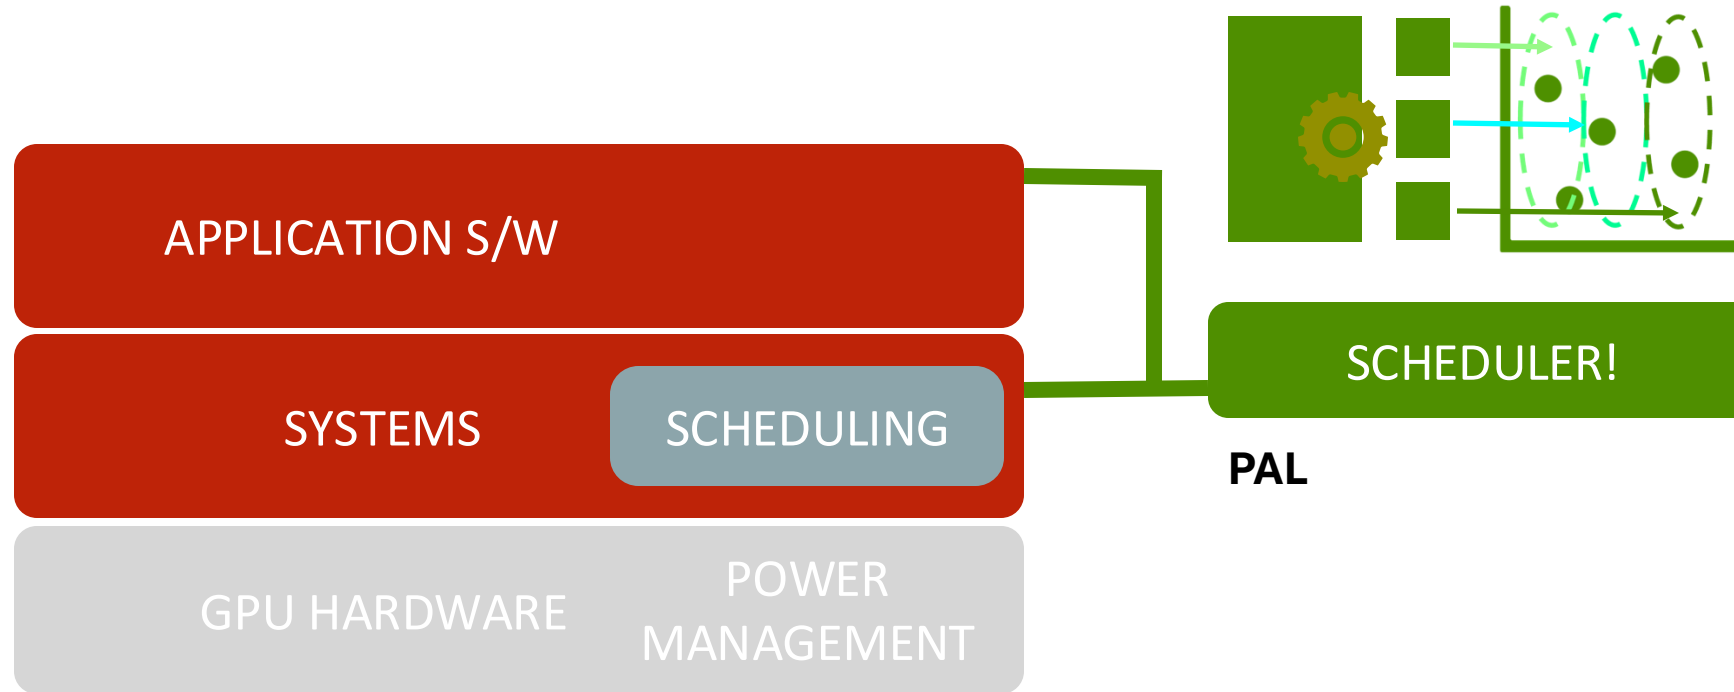 APPLICATION S/W
SYSTEMS
SCHEDULING
GPU HARDWARE
POWER
MANAGEMENT
SCHEDULER!
PAL